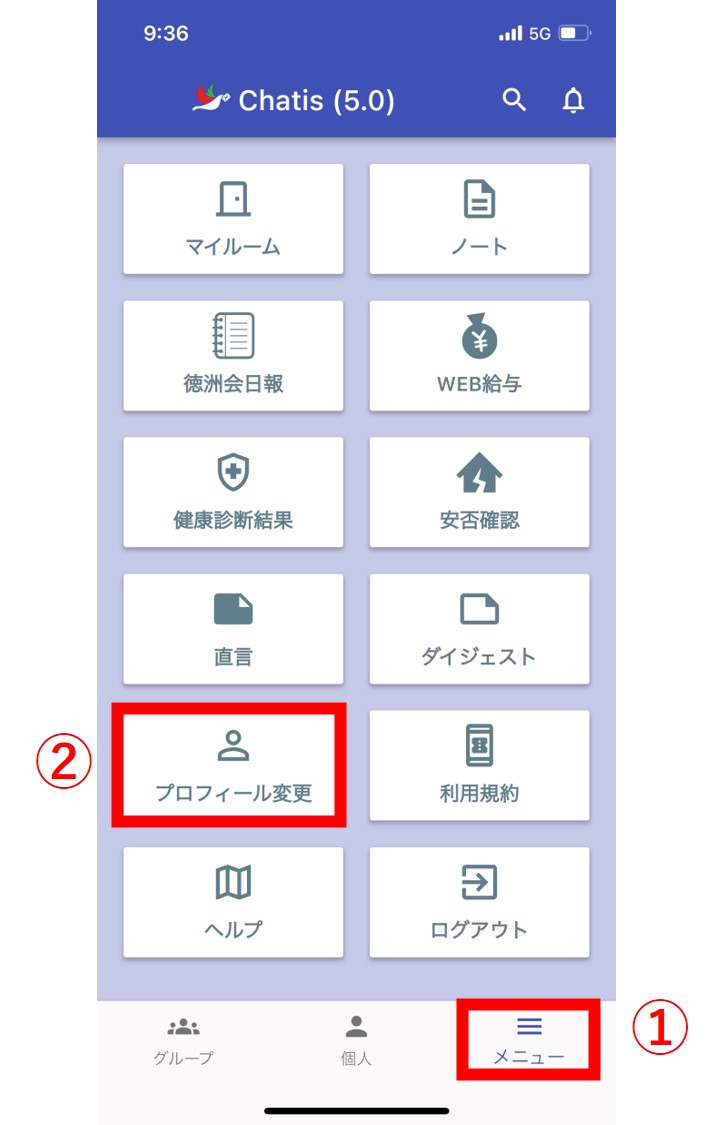 9:36
5G
Chatis (5.0)
マイルーム
ノート
徳洲会日報
WEB給与
健康診断結果
安否確認
直言
ダイジェスト
②
プロフィール変更
利用規約
ヘルプ
ログアウト
グループ
個人
メニュー
①